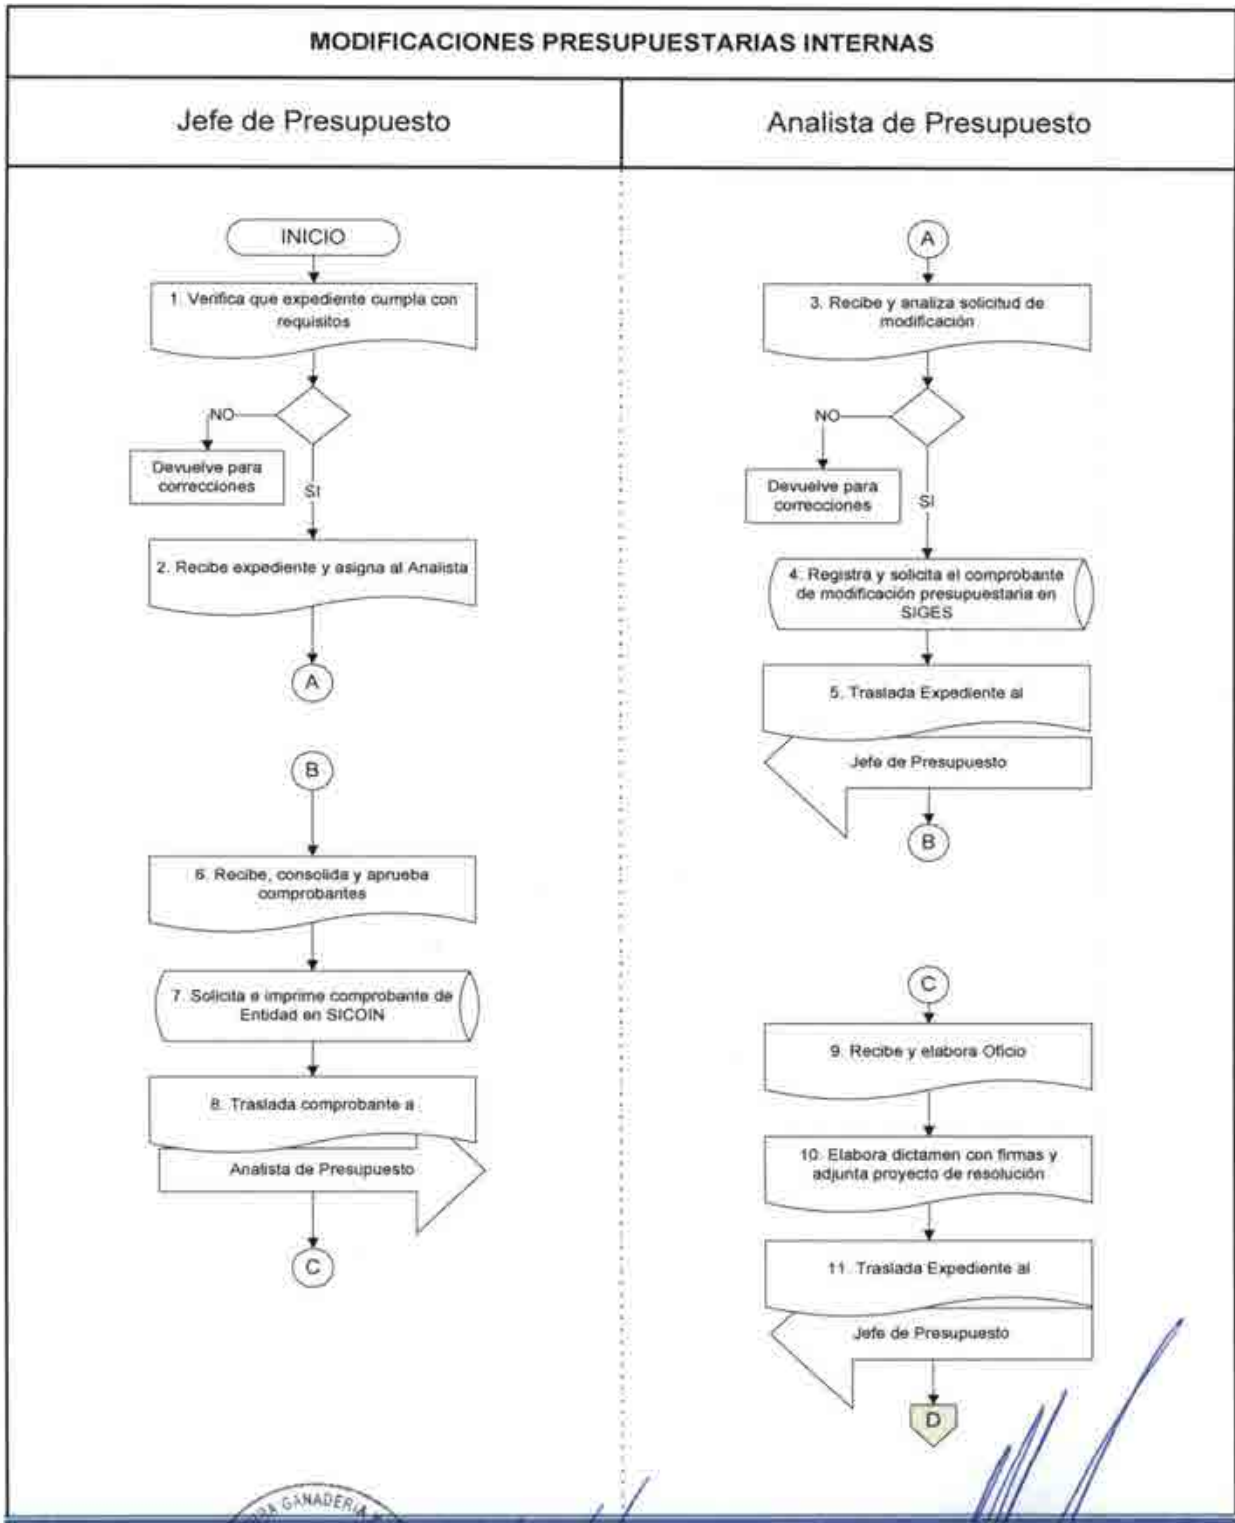 MODIFICACIONES PRESUPUESTARIAS INTERNAS
Jefe de Presupuesto
Analista de Presupuesto
INICIO
1. Verifica que expediente cumpla con
requisitos
NO
Devuelve para
correcciones
SI
2. Recibe expediente y asigna al Analista
A
B
6. Recibe, consolida y aprueba
comprobantes
7. Solicita e imprime comprobante de
Entidad en SICOIN
8. Traslada comprobante a
Analista de Presupuesto
C
A
3. Recibe y analiza solicitud de
modificación
NO
Devuelve para
correcciones
SI
4. Registra y solicita el comprobante
de modificación presupuestaria en
SIGES
5. Traslada Expediente al
Jefe de Presupuesto
B
C
9. Recibe y elabora Oficio
10. Elabora dictamen con firmas y
adjunta proyecto de resolución
11. Traslada Expediente al
Jefe de Presupuesto
D
GANADERIA